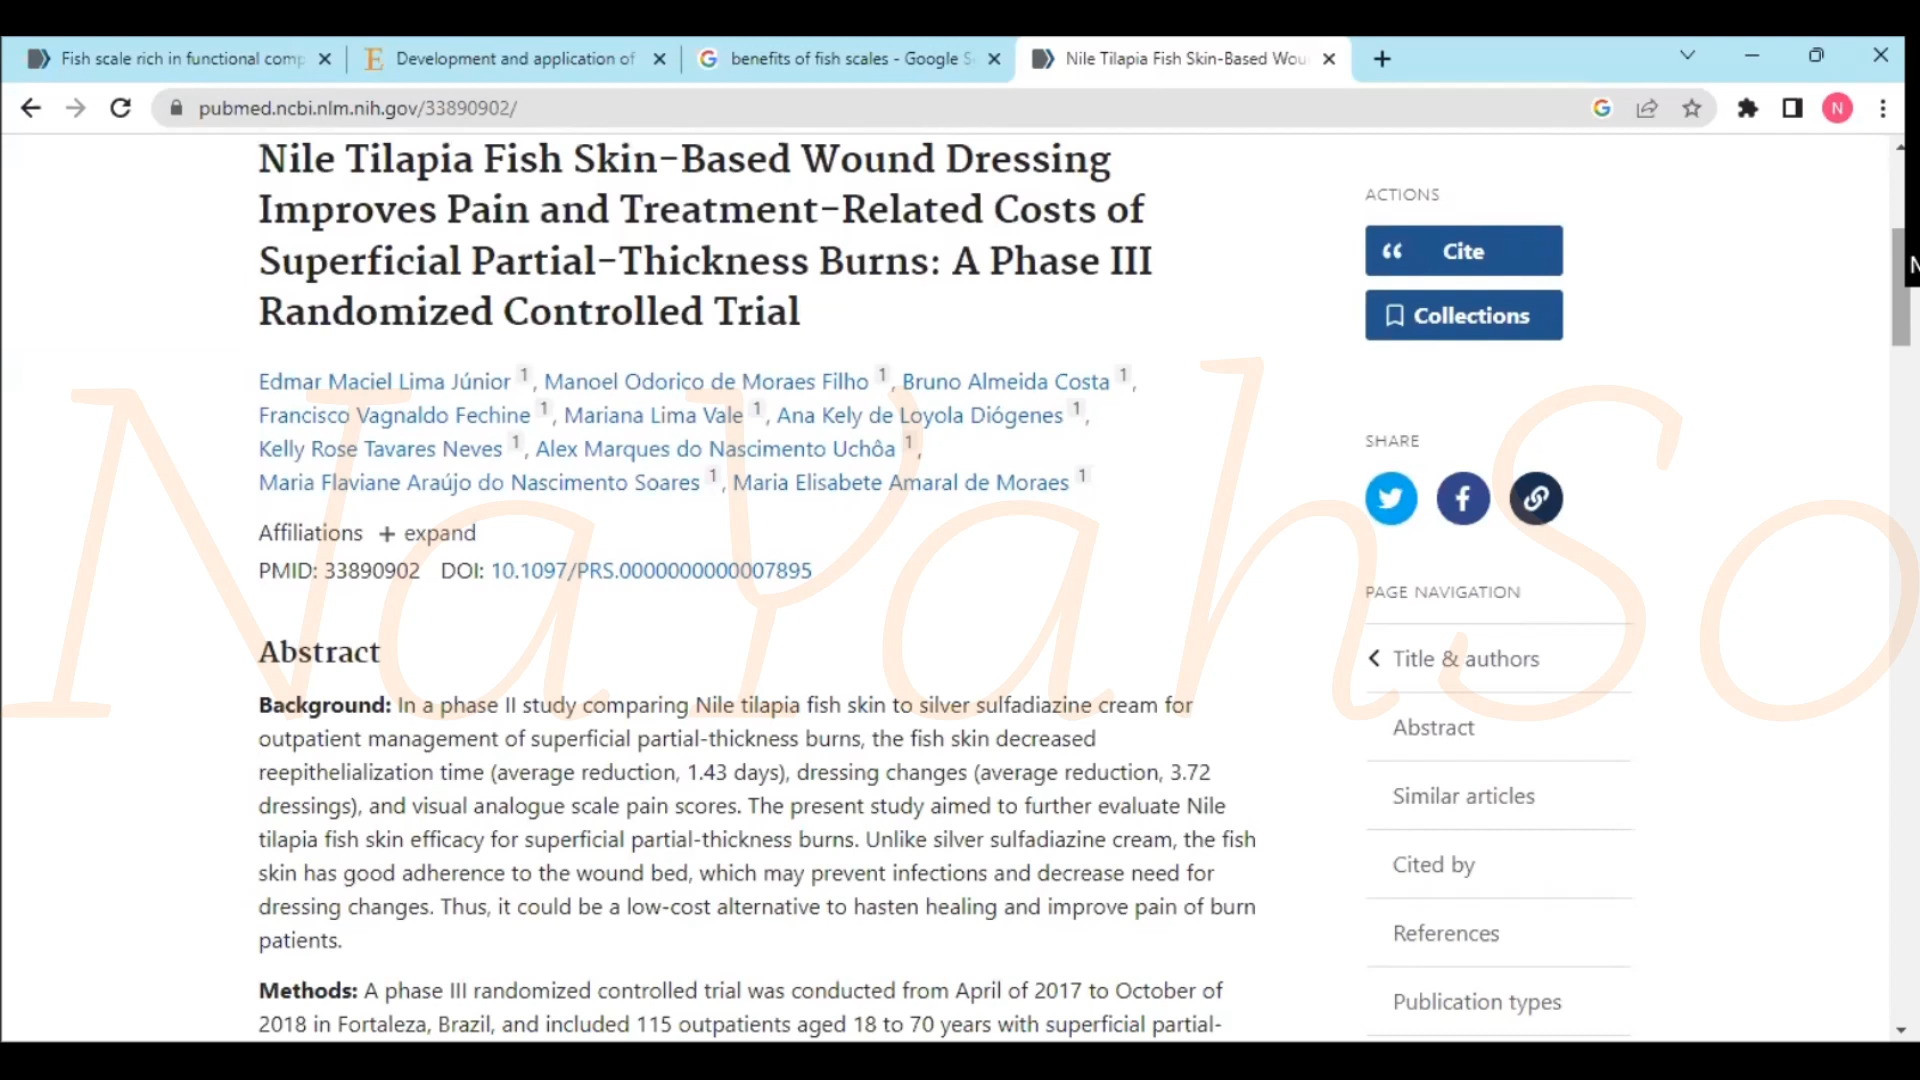 Fish scale rich in functional comp
Development and application of
benefits of fish scales - Google S
Nile Tilapia Fish Skin-Based Wou
pubmed.ncbi.nlm.nih.gov/33890902/
N
Nile Tilapia Fish Skin-Based Wound Dressing
Improves Pain and Treatment-Related Costs of
Superficial Partial-Thickness Burns: A Phase III
Randomized Controlled Trial
Edmar Maciel Lima Júnior 1, Manoel Odorico de Moraes Filho 1, Bruno Almeida Costa 1,
Francisco Vagnaldo Fechine 1, Mariana Lima Vale 1, Ana Kely de Loyola Diógenes 1,
Kelly Rose Tavares Neves 1, Alex Marques do Nascimento Uchôa 1,
Maria Flaviane Araújo do Nascimento Soares 1, Maria Elisabete Amaral de Moraes 1
Affiliations + expand
PMID: 33890902 DOI: 10.1097/PRS.0000000000007895
Abstract
Background: In a phase II study comparing Nile tilapia fish skin to silver sulfadiazine cream for
outpatient management of superficial partial-thickness burns, the fish skin decreased
reepithelialization time (average reduction, 1.43 days), dressing changes (average reduction, 3.72
dressings), and visual analogue scale pain scores. The present study aimed to further evaluate Nile
tilapia fish skin efficacy for superficial partial-thickness burns. Unlike silver sulfadiazine cream, the fish
skin has good adherence to the wound bed, which may prevent infections and decrease need for
dressing changes. Thus, it could be a low-cost alternative to hasten healing and improve pain of burn
patients.
Methods: A phase III randomized controlled trial was conducted from April of 2017 to October of
2018 in Fortaleza, Brazil, and included 115 outpatients aged 18 to 70 years with superficial partial-
ACTIONS
Cite
Collections
SHARE
PAGE NAVIGATION
Title & authors
Abstract
Similar articles
Cited by
References
Publication types
NaYahSo
N